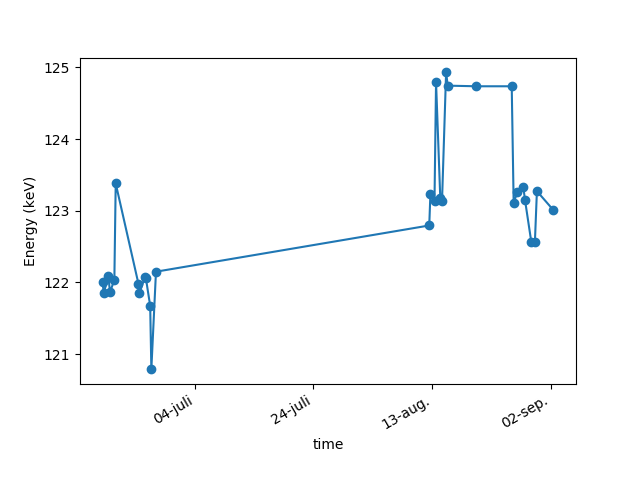 125
124
123
122
121
Energy (keV)
04-juli
24-juli
13-aug.
02-sep.
time